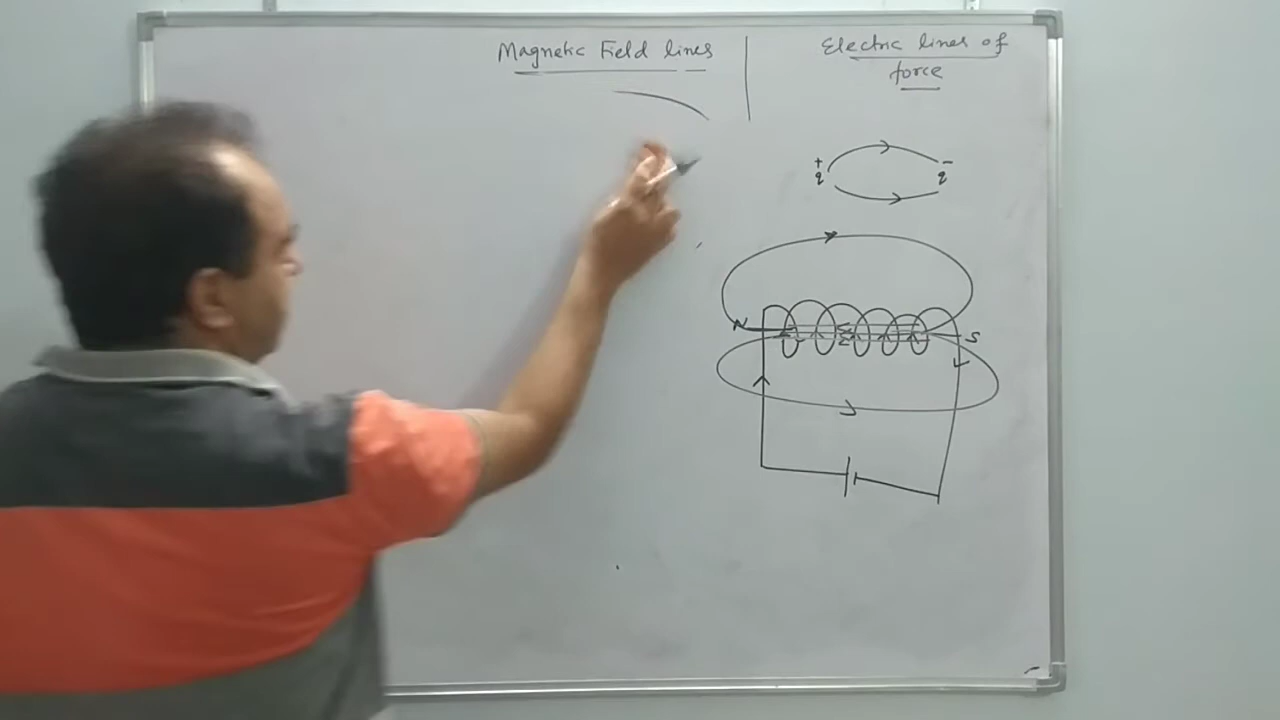 Magnetic Field lines
Electric lines of
force
+ -
q q
N S